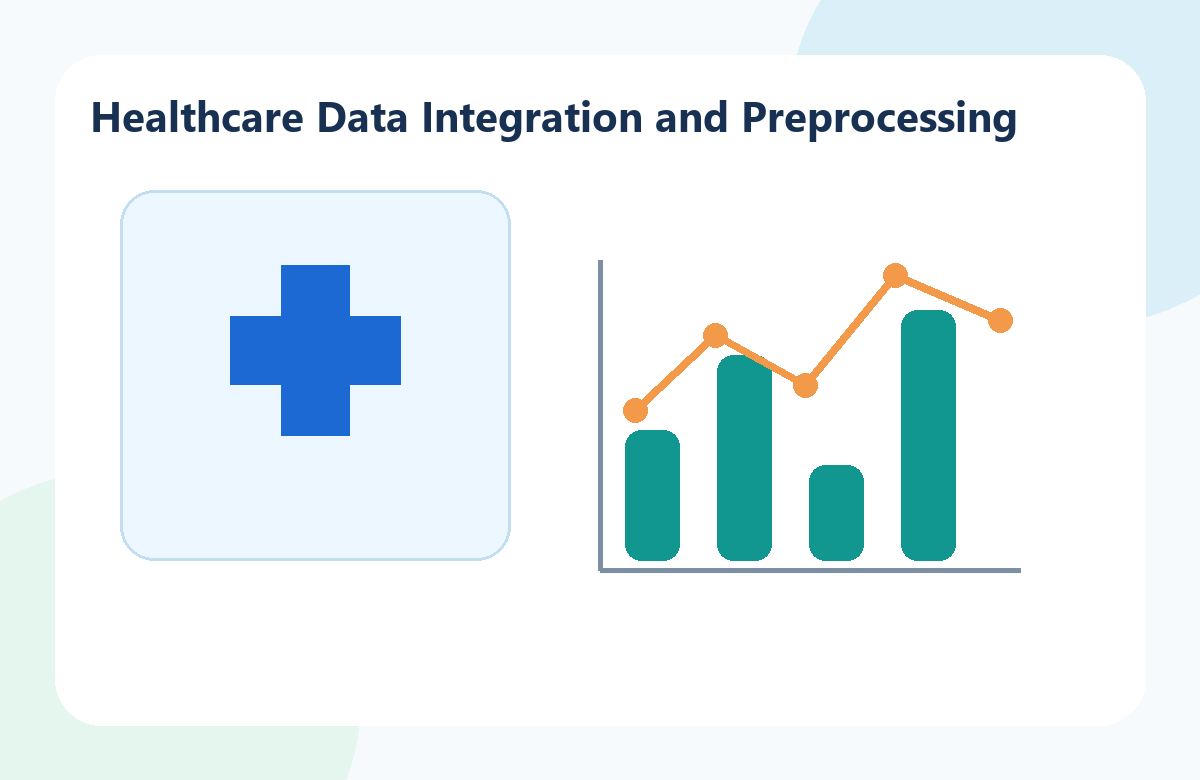 Healthcare Data Integration and Preprocessing